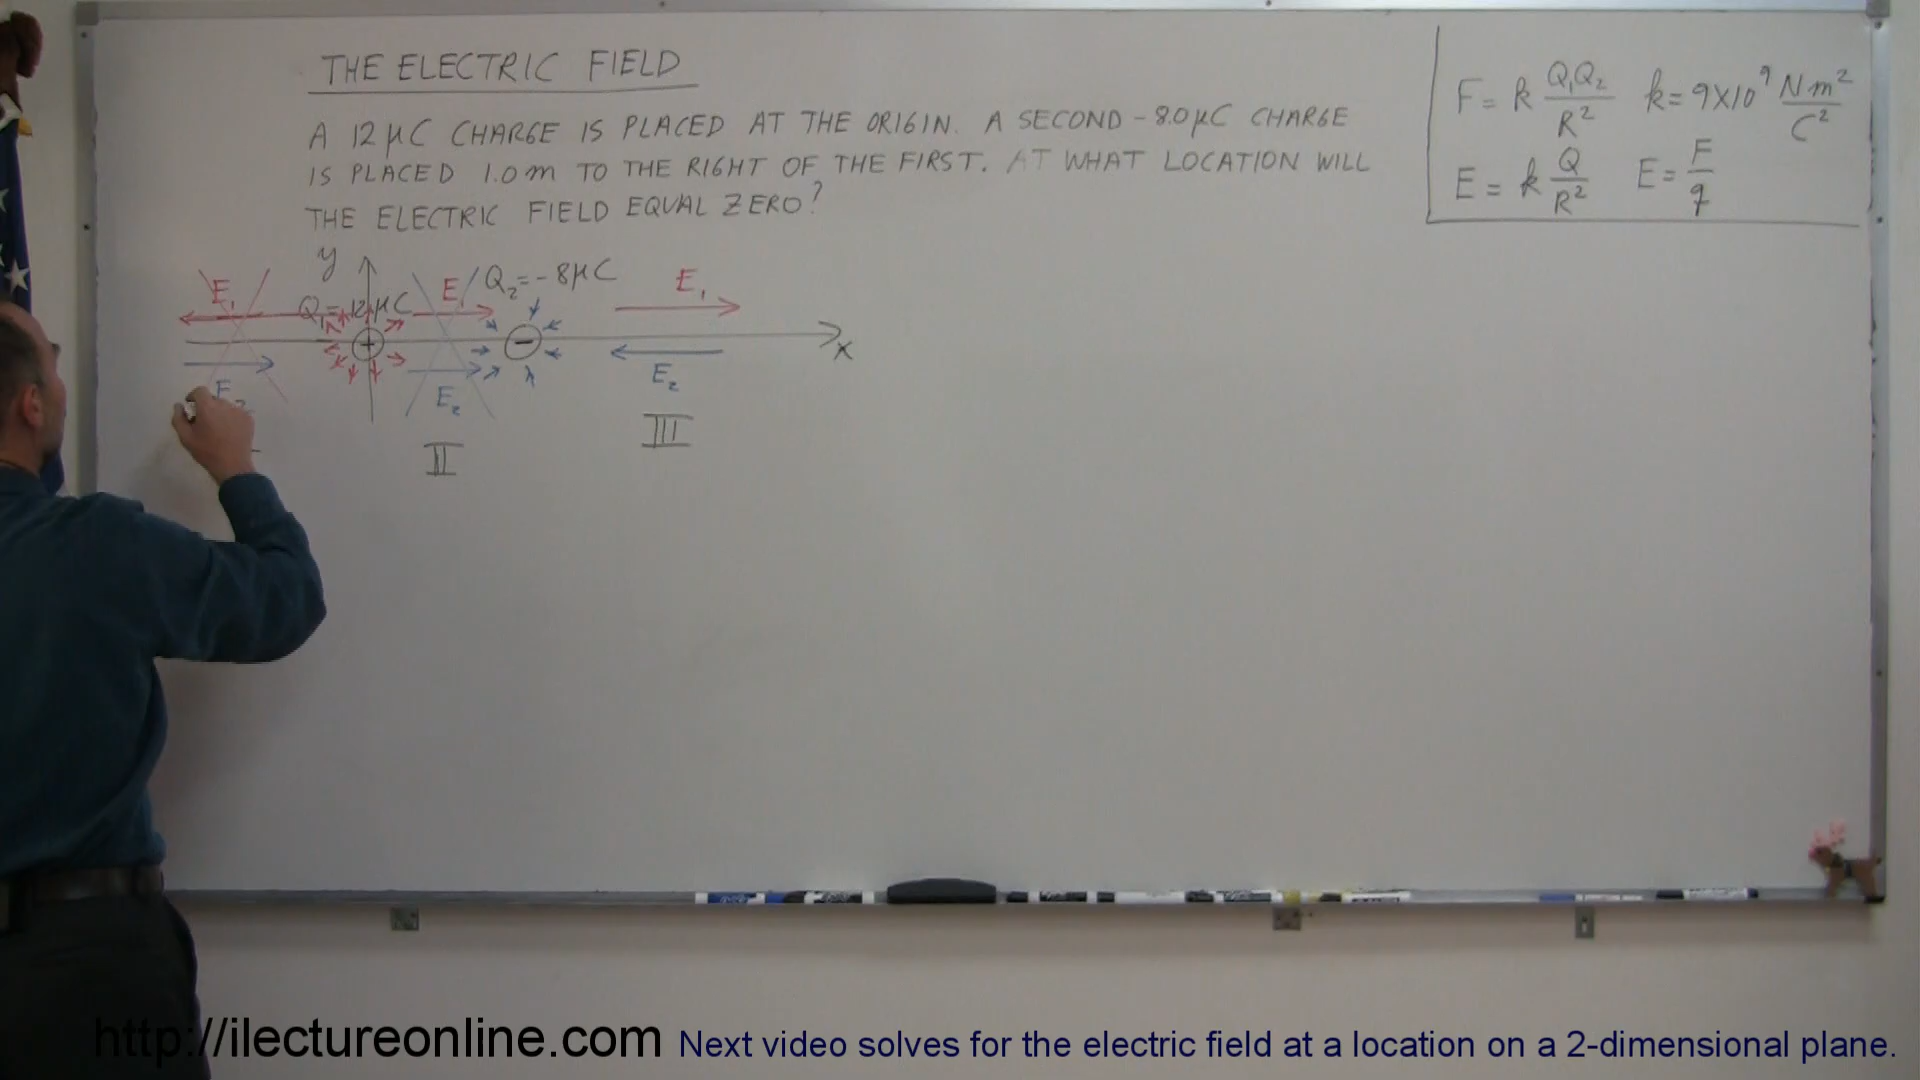 THE ELECTRIC FIELD
A 12 μC CHARGE IS PLACED AT THE ORIGIN. A SECOND -8.0μC CHARGE
IS PLACED 1.0 m TO THE RIGHT OF THE FIRST. AT WHAT LOCATION WILL
THE ELECTRIC FIELD EQUAL ZERO?
F = k Q₁Q₂/R² k = 9X10⁹ Nm²/C²
E = k Q/R² E = F/q
y
E₁ Q₁ = 12 μC E₁ Q₂ = -8μC E₁
+ − x
E₂ E₂ E₂
II III
http://ilectureonline.com Next video solves for the electric field at a location on a 2-dimensional plane.